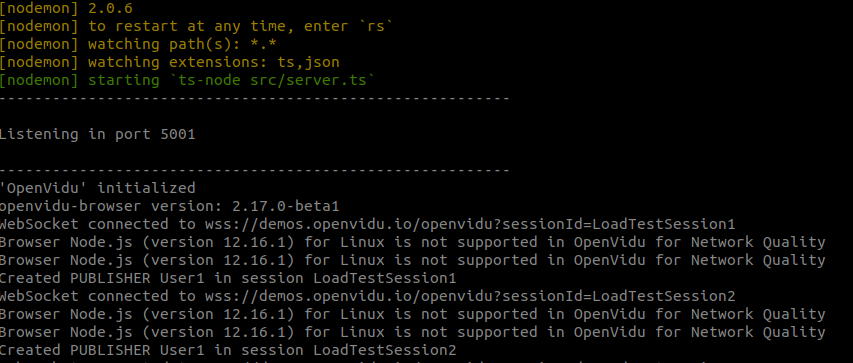 [nodemon] 2.0.6
[nodemon] to restart at any time, enter `rs`
[nodemon] watching path(s): *.*
[nodemon] watching extensions: ts,json
[nodemon] starting `ts-node src/server.ts`
---------------------------------------------------------
Listening in port 5001
---------------------------------------------------------
'OpenVidu' initialized
openvidu-browser version: 2.17.0-beta1
WebSocket connected to wss://demos.openvidu.io/openvidu?sessionId=LoadTestSession1
Browser Node.js (version 12.16.1) for Linux is not supported in OpenVidu for Network Quality
Browser Node.js (version 12.16.1) for Linux is not supported in OpenVidu for Network Quality
Created PUBLISHER User1 in session LoadTestSession1
WebSocket connected to wss://demos.openvidu.io/openvidu?sessionId=LoadTestSession2
Browser Node.js (version 12.16.1) for Linux is not supported in OpenVidu for Network Quality
Browser Node.js (version 12.16.1) for Linux is not supported in OpenVidu for Network Quality
Created PUBLISHER User1 in session LoadTestSession2